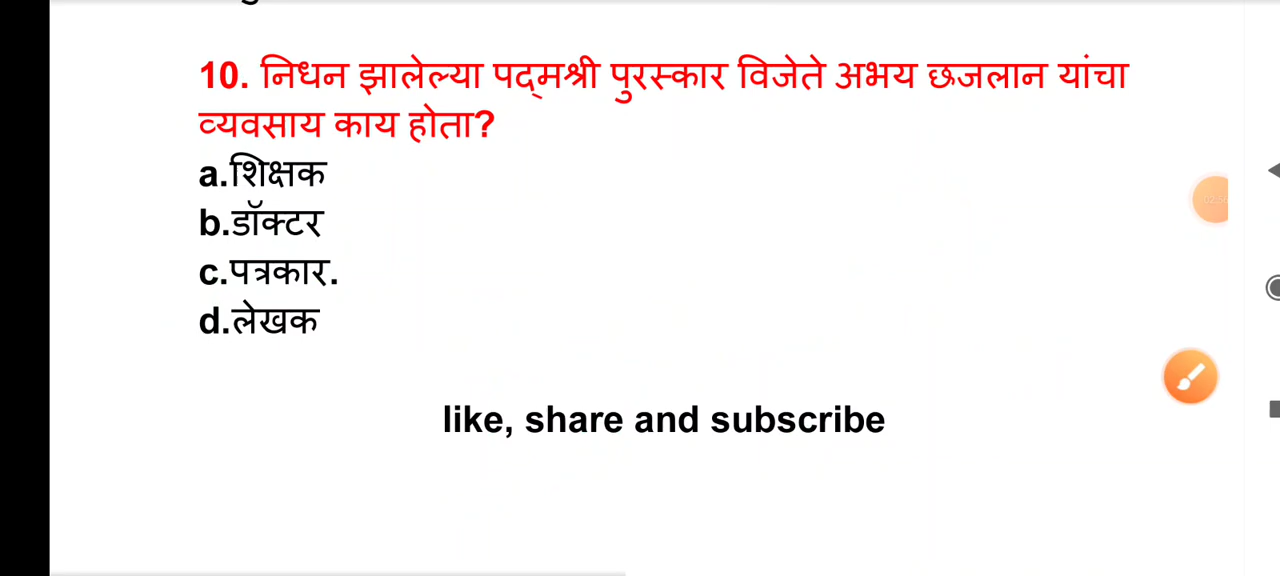 10. निधन झालेल्या पद्मश्री पुरस्कार विजेते अभय छजलान यांचा
व्यवसाय काय होता?
a.शिक्षक
b.डॉक्टर
c.पत्रकार.
d.लेखक
like, share and subscribe